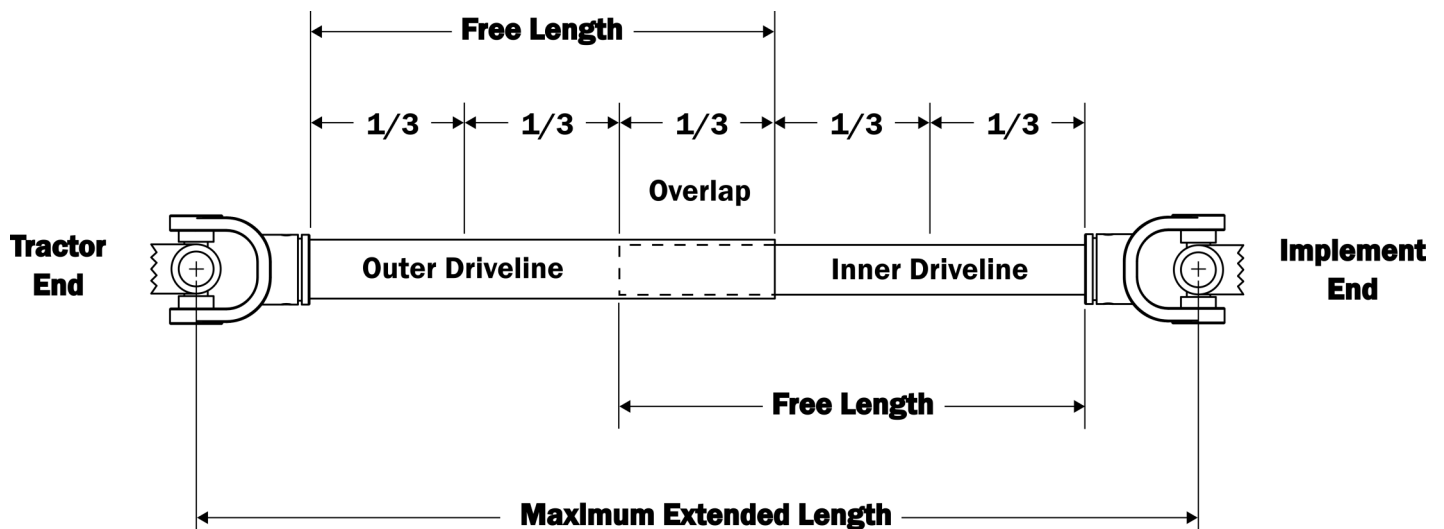 Free Length
1/3 1/3 1/3 1/3 1/3
Overlap
Tractor
End
Outer Driveline
Inner Driveline
Implement
End
Free Length
Maximum Extended Length